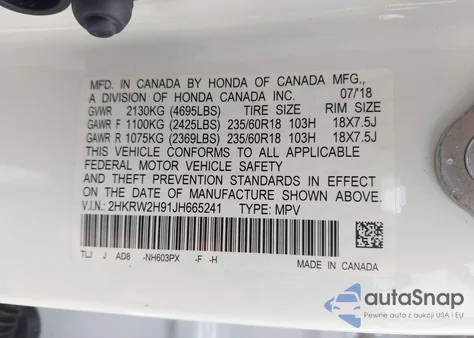 MFD. IN CANADA BY HONDA OF CANADA MFG.,
A DIVISION OF HONDA CANADA INC. 07/'18
GVWR 2130KG (4695LBS) TIRE SIZE RIM SIZE
GAWR F 1100KG (2425LBS) 235/60R18 103H 18X7.5J
GAWR R 1075KG (2369LBS) 235/60R18 103H 18X7.5J
THIS VEHICLE CONFORMS TO ALL APPLICABLE
FEDERAL MOTOR VEHICLE SAFETY
AND THEFT PREVENTION STANDARDS IN EFFECT
ON THE DATE OF MANUFACTURE SHOWN ABOVE.
V.I.N.: 2HKRW2H91JH665241 TYPE: MPV
TLJ J AD8 -NH603PX -F -H
MADE IN CANADA
autoSnap
Pewne auta z aukcji USA i EU